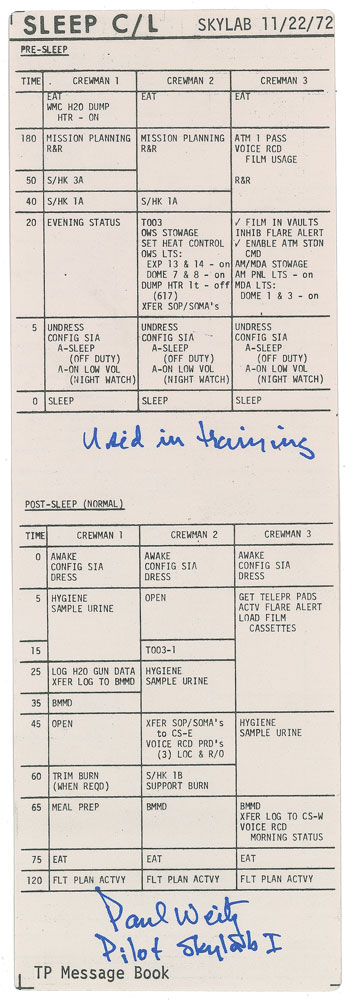 SLEEP C/L SKYLAB 11/22/72
PRE-SLEEP
TIME CREWMAN 1 CREWMAN 2 CREWMAN 3
EAT EAT EAT
WMC H2O DUMP
HTR - ON
180 MISSION PLANNING MISSION PLANNING ATM 1 PASS
R&R R&R VOICE RCD
FILM USAGE
50 S/HK 3A R&R
40 S/HK 1A S/HK 1A
20 EVENING STATUS T003 ✓ FILM IN VAULTS
OWS STOWAGE INHIB FLARE ALERT
SET HEAT CONTROL ✓ ENABLE ATM STDN
OWS LTS: CMD
EXP 13 & 14 - on AM/MDA STOWAGE
DOME 7 & 8 - on AM PNL LTS - on
DUMP HTR lt - off MDA LTS:
(617) DOME 1 & 3 - on
XFER SOP/SOMA's
5 UNDRESS UNDRESS UNDRESS
CONFIG SIA CONFIG SIA CONFIG SIA
A-SLEEP A-SLEEP A-SLEEP
(OFF DUTY) (OFF DUTY) (OFF DUTY)
A-ON LOW VOL A-ON LOW VOL A-ON LOW VOL
(NIGHT WATCH) (NIGHT WATCH) (NIGHT WATCH)
0 SLEEP SLEEP SLEEP
Used in training
POST-SLEEP (NORMAL)
TIME CREWMAN 1 CREWMAN 2 CREWMAN 3
0 AWAKE AWAKE AWAKE
CONFIG SIA CONFIG SIA CONFIG SIA
DRESS DRESS DRESS
5 HYGIENE OPEN GET TELEPR PADS
SAMPLE URINE ACTV FLARE ALERT
LOAD FILM
CASSETTES
15 T003-1
25 LOG H2O GUN DATA HYGIENE
XFER LOG TO BMMD SAMPLE URINE
35 BMMD
45 OPEN XFER SOP/SOMA's HYGIENE
to CS-E SAMPLE URINE
VOICE RCD PRD's
(3) LOC & R/O
60 TRIM BURN S/HK 1B
(WHEN REQD) SUPPORT BURN
65 MEAL PREP BMMD BMMD
XFER LOG TO CS-W
VOICE RCD
MORNING STATUS
75 EAT EAT EAT
120 FLT PLAN ACTVY FLT PLAN ACTVY FLT PLAN ACTVY
Paul Weitz
Pilot Skylab I
TP Message Book